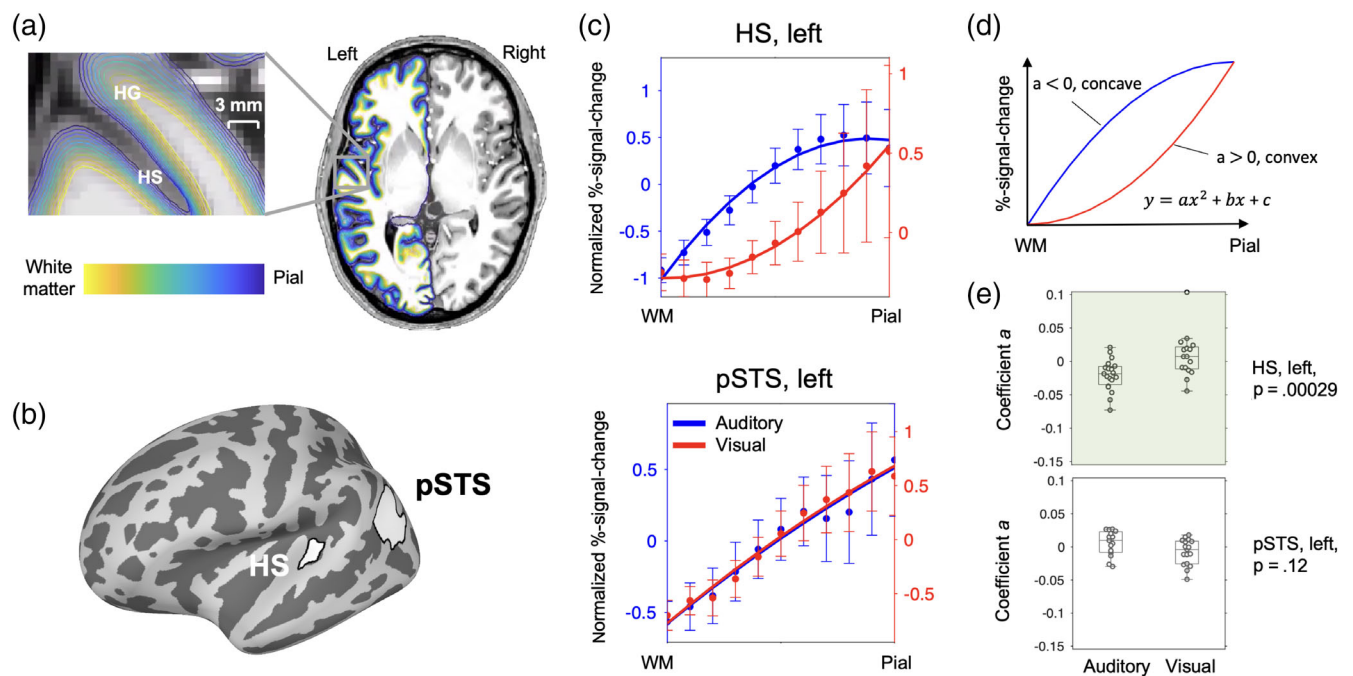 (a)
Left
Right
HG
3 mm
HS
White
matter
Pial
(b)
pSTS
HS
(c)
HS, left
Normalized %-signal-change
1
0.5
0
-0.5
-1
1
0.5
0
WM
Pial
pSTS, left
Auditory
Visual
Normalized %-signal-change
0.5
0
-0.5
1
0.5
0
-0.5
WM
Pial
(d)
%-signal-change
a < 0, concave
a > 0, convex
y = ax² + bx + c
WM
Pial
(e)
Coefficient a
0.1
0.05
0
-0.05
-0.1
-0.15
HS, left,
p = .00029
Coefficient a
0.1
0.05
0
-0.05
-0.1
-0.15
pSTS, left,
p = .12
Auditory
Visual